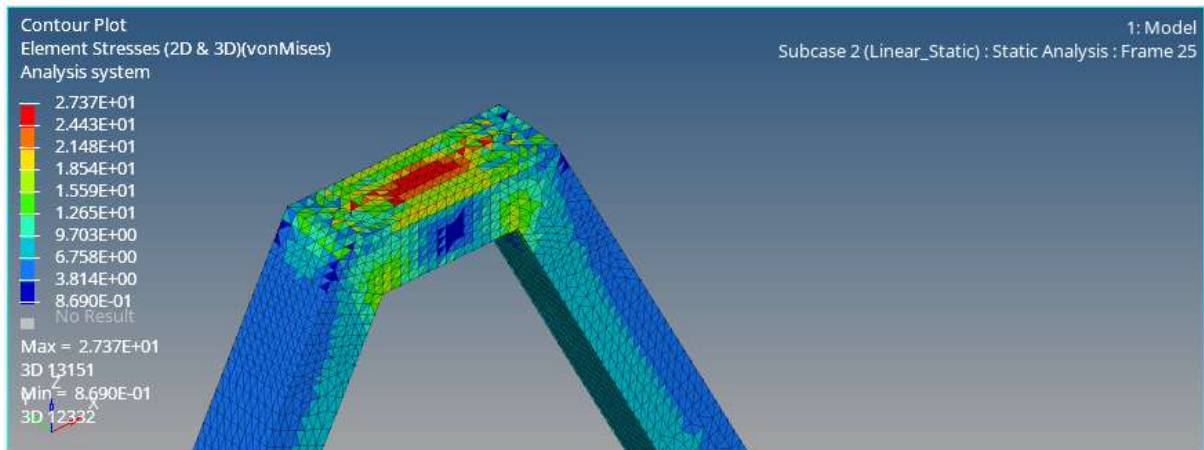 Contour Plot
Element Stresses (2D & 3D)(vonMises)
Analysis system
2.737E+01
2.443E+01
2.148E+01
1.854E+01
1.559E+01
1.265E+01
9.703E+00
6.758E+00
3.814E+00
8.690E-01
No Result
Max = 2.737E+01
3D 13151
Min = 8.690E-01
3D 12332
Z
Y
X
1: Model
Subcase 2 (Linear_Static) : Static Analysis : Frame 25